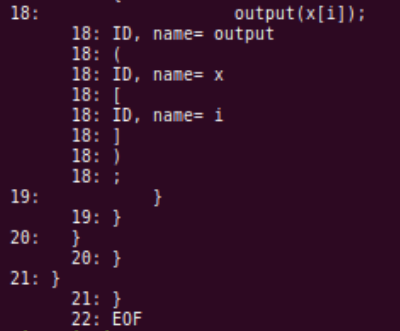 18:                    output(x[i]);
        18: ID, name= output
        18: (
        18: ID, name= x
        18: [
        18: ID, name= i
        18: ]
        18: )
        18: ;
19:            }
        19: }
20:    }
        20: }
21: }
        21: }
        22: EOF